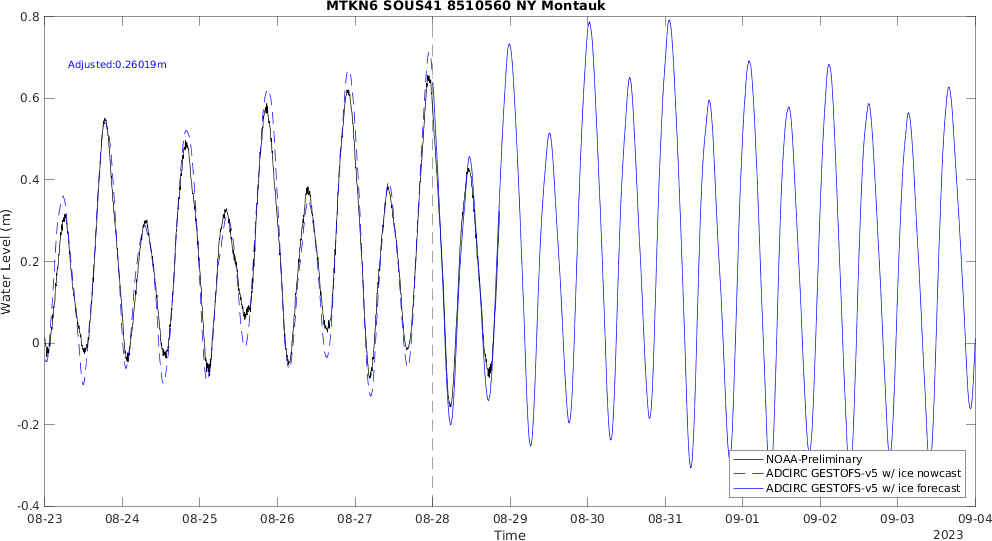 MTKN6 SOUS41 8510560 NY Montauk
Adjusted:0.26019m
Water Level (m)
0.8
0.6
0.4
0.2
0
-0.2
-0.4
NOAA-Preliminary
ADCIRC GESTOFS-v5 w/ ice nowcast
ADCIRC GESTOFS-v5 w/ ice forecast
08-23 08-24 08-25 08-26 08-27 08-28 08-29 08-30 08-31 09-01 09-02 09-03 09-04
Time
2023